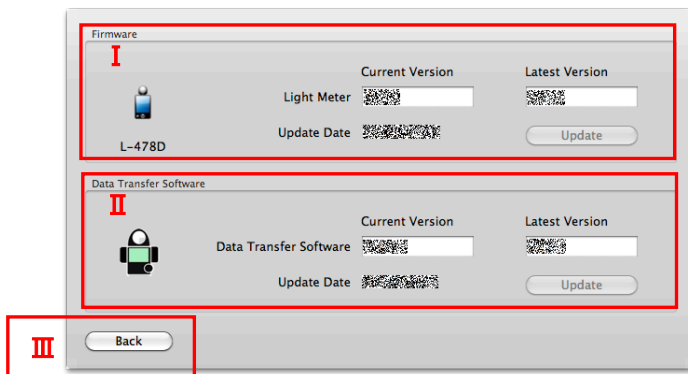 Firmware
I
Current Version Latest Version
Light Meter
L-478D
Update Date Update
Data Transfer Software
II
Current Version Latest Version
Data Transfer Software
Update Date Update
III
Back